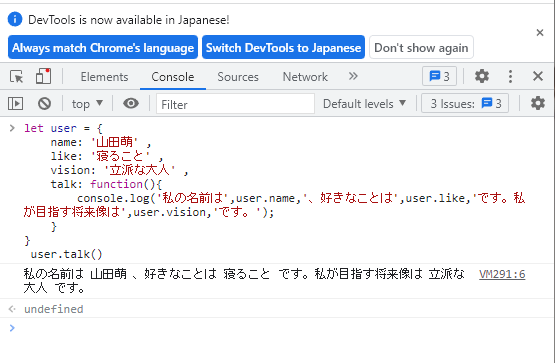 DevTools is now available in Japanese!
Always match Chrome's language Switch DevTools to Japanese Don't show again
Elements Console Sources Network » 3
top ▼ Filter Default levels ▼ 3 Issues: 3
> let user = {
name: '山田萌' ,
like: '寝ること' ,
vision: '立派な大人' ,
talk: function(){
console.log('私の名前は',user.name,'、好きなことは',user.like,'です。私
が目指す将来像は',user.vision,'です。');
}
}
user.talk()
私の名前は 山田萌 、好きなことは 寝ること です。私が目指す将来像は 立派な VM291:6
大人 です。
undefined
>